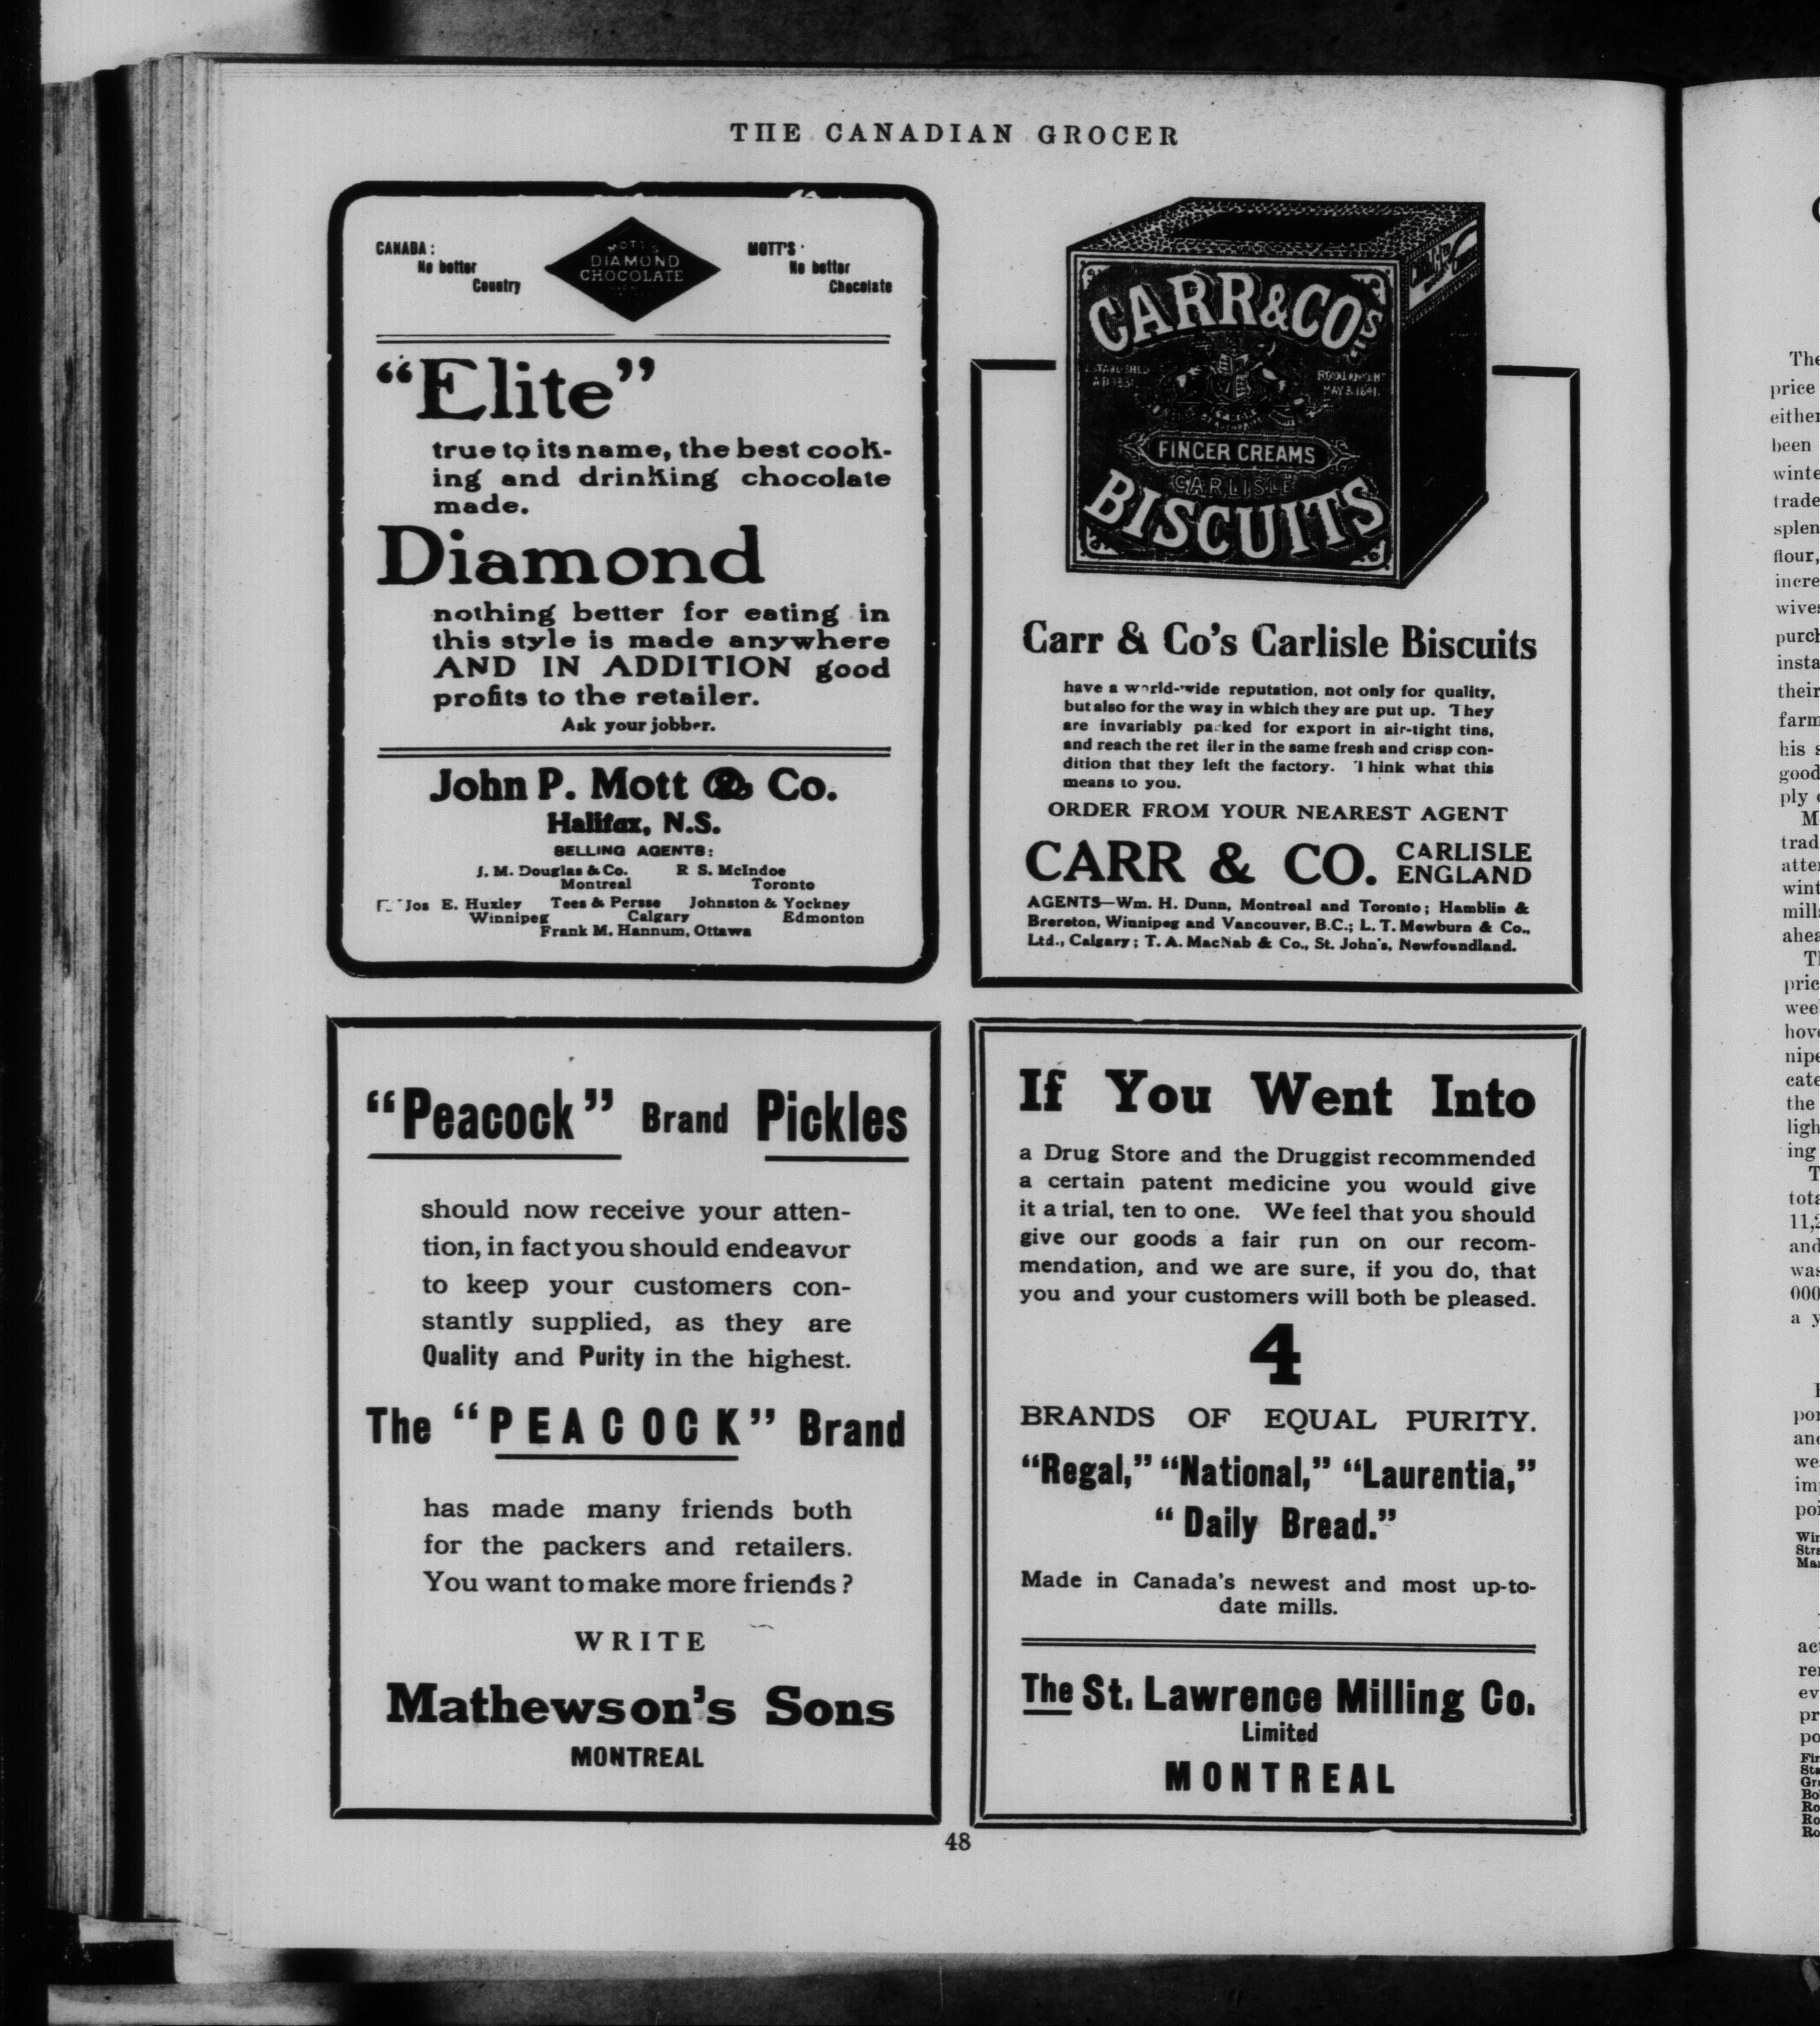 THE CANADIAN GROCER
CANADA:
No better
Country
MOTT'S
DIAMOND
CHOCOLATE
MOTT'S
No better
Chocolate
"Elite"
true to its name, the best cook-
ing and drinking chocolate
made.
Diamond
nothing better for eating in
this style is made anywhere
AND IN ADDITION good
profits to the retailer.
Ask your jobber.
John P. Mott & Co.
Halifax, N.S.
SELLING AGENTS:
J. M. Douglas & Co. R S. McIndoe
Montreal Toronto
Jos E. Huxley Tees & Persse Johnston & Yockney
Winnipeg Calgary Edmonton
Frank M. Hannum, Ottawa
CARR & CO'S
ESTABLISHED
MAY 3. 1841.
FINGER CREAMS
CARLISLE
BISCUITS
Carr & Co's Carlisle Biscuits
have a world-wide reputation, not only for quality,
but also for the way in which they are put up. They
are invariably packed for export in air-tight tins,
and reach the ret iler in the same fresh and crisp con-
dition that they left the factory. Think what this
means to you.
ORDER FROM YOUR NEAREST AGENT
CARR & CO. CARLISLE
ENGLAND
AGENTS—Wm. H. Dunn, Montreal and Toronto; Hamblin &
Brereton, Winnipeg and Vancouver, B.C.; L. T. Mewburn & Co.,
Ltd., Calgary; T. A. MacNab & Co., St. John's, Newfoundland.
"Peacock" Brand Pickles
should now receive your atten-
tion, in fact you should endeavor
to keep your customers con-
stantly supplied, as they are
Quality and Purity in the highest.
The "PEACOCK" Brand
has made many friends both
for the packers and retailers.
You want to make more friends?
WRITE
Mathewson's Sons
MONTREAL
If You Went Into
a Drug Store and the Druggist recommended
a certain patent medicine you would give
it a trial, ten to one. We feel that you should
give our goods a fair run on our recom-
mendation, and we are sure, if you do, that
you and your customers will both be pleased.
4
BRANDS OF EQUAL PURITY.
"Regal," "National," "Laurentia,"
"Daily Bread."
Made in Canada's newest and most up-to-
date mills.
The St. Lawrence Milling Co.
Limited
MONTREAL
48